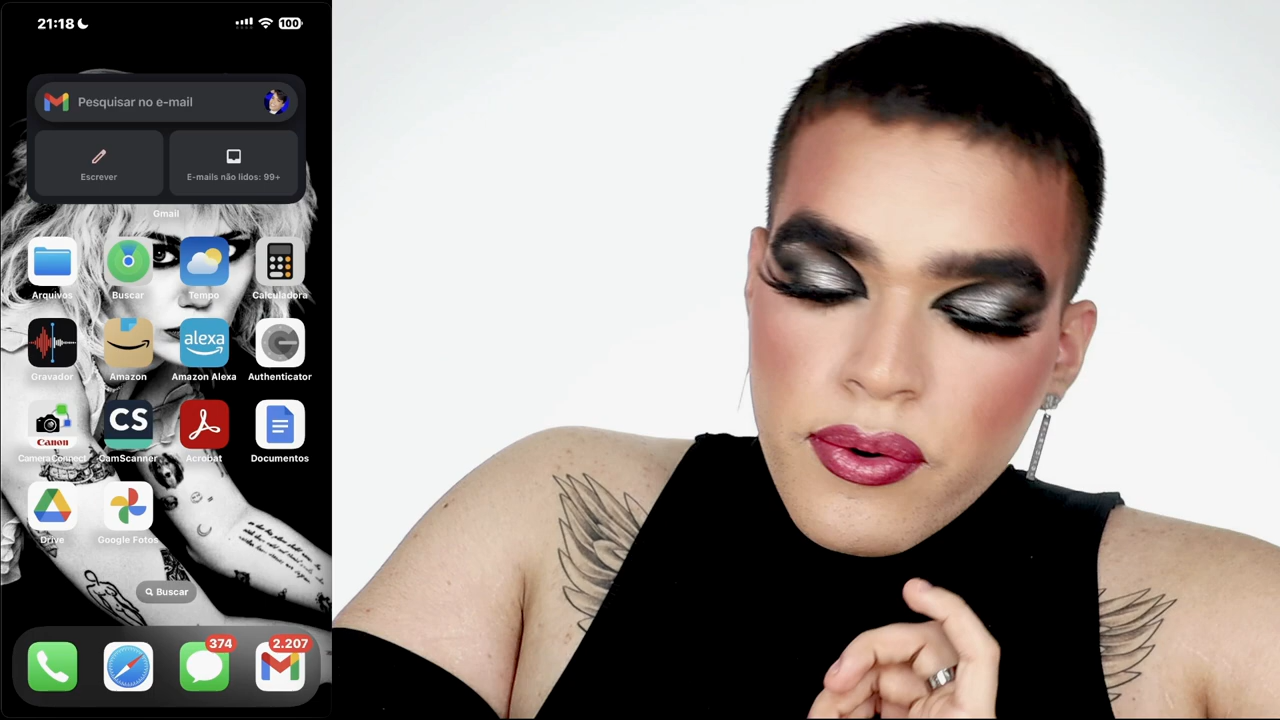 21:18
100
Pesquisar no e-mail
Escrever
E-mails não lidos: 99+
Gmail
Arquivos
Buscar
Tempo
Calculadora
alexa
Gravador
Amazon
Amazon Alexa
Authenticator
Canon
CS
CameraConnect
CamScanner
Acrobat
Documentos
Drive
Google Fotos
Buscar
374
2.207